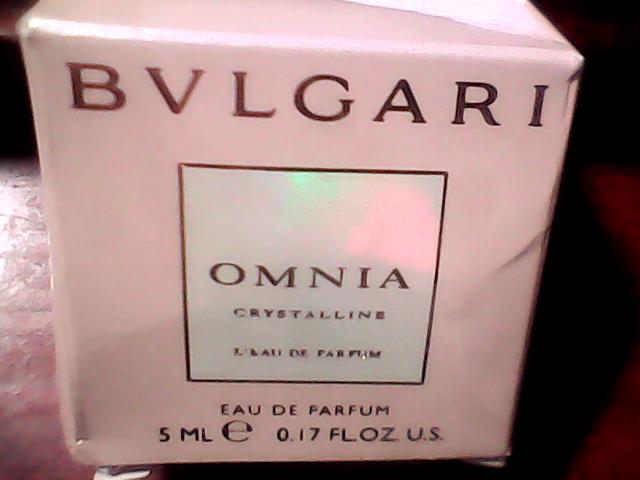 BVLGARI
OMNIA
CRYSTALLINE
L'EAU DE PARFUM
EAU DE PARFUM
5 ML ℮ 0.17 FL.OZ. U.S.